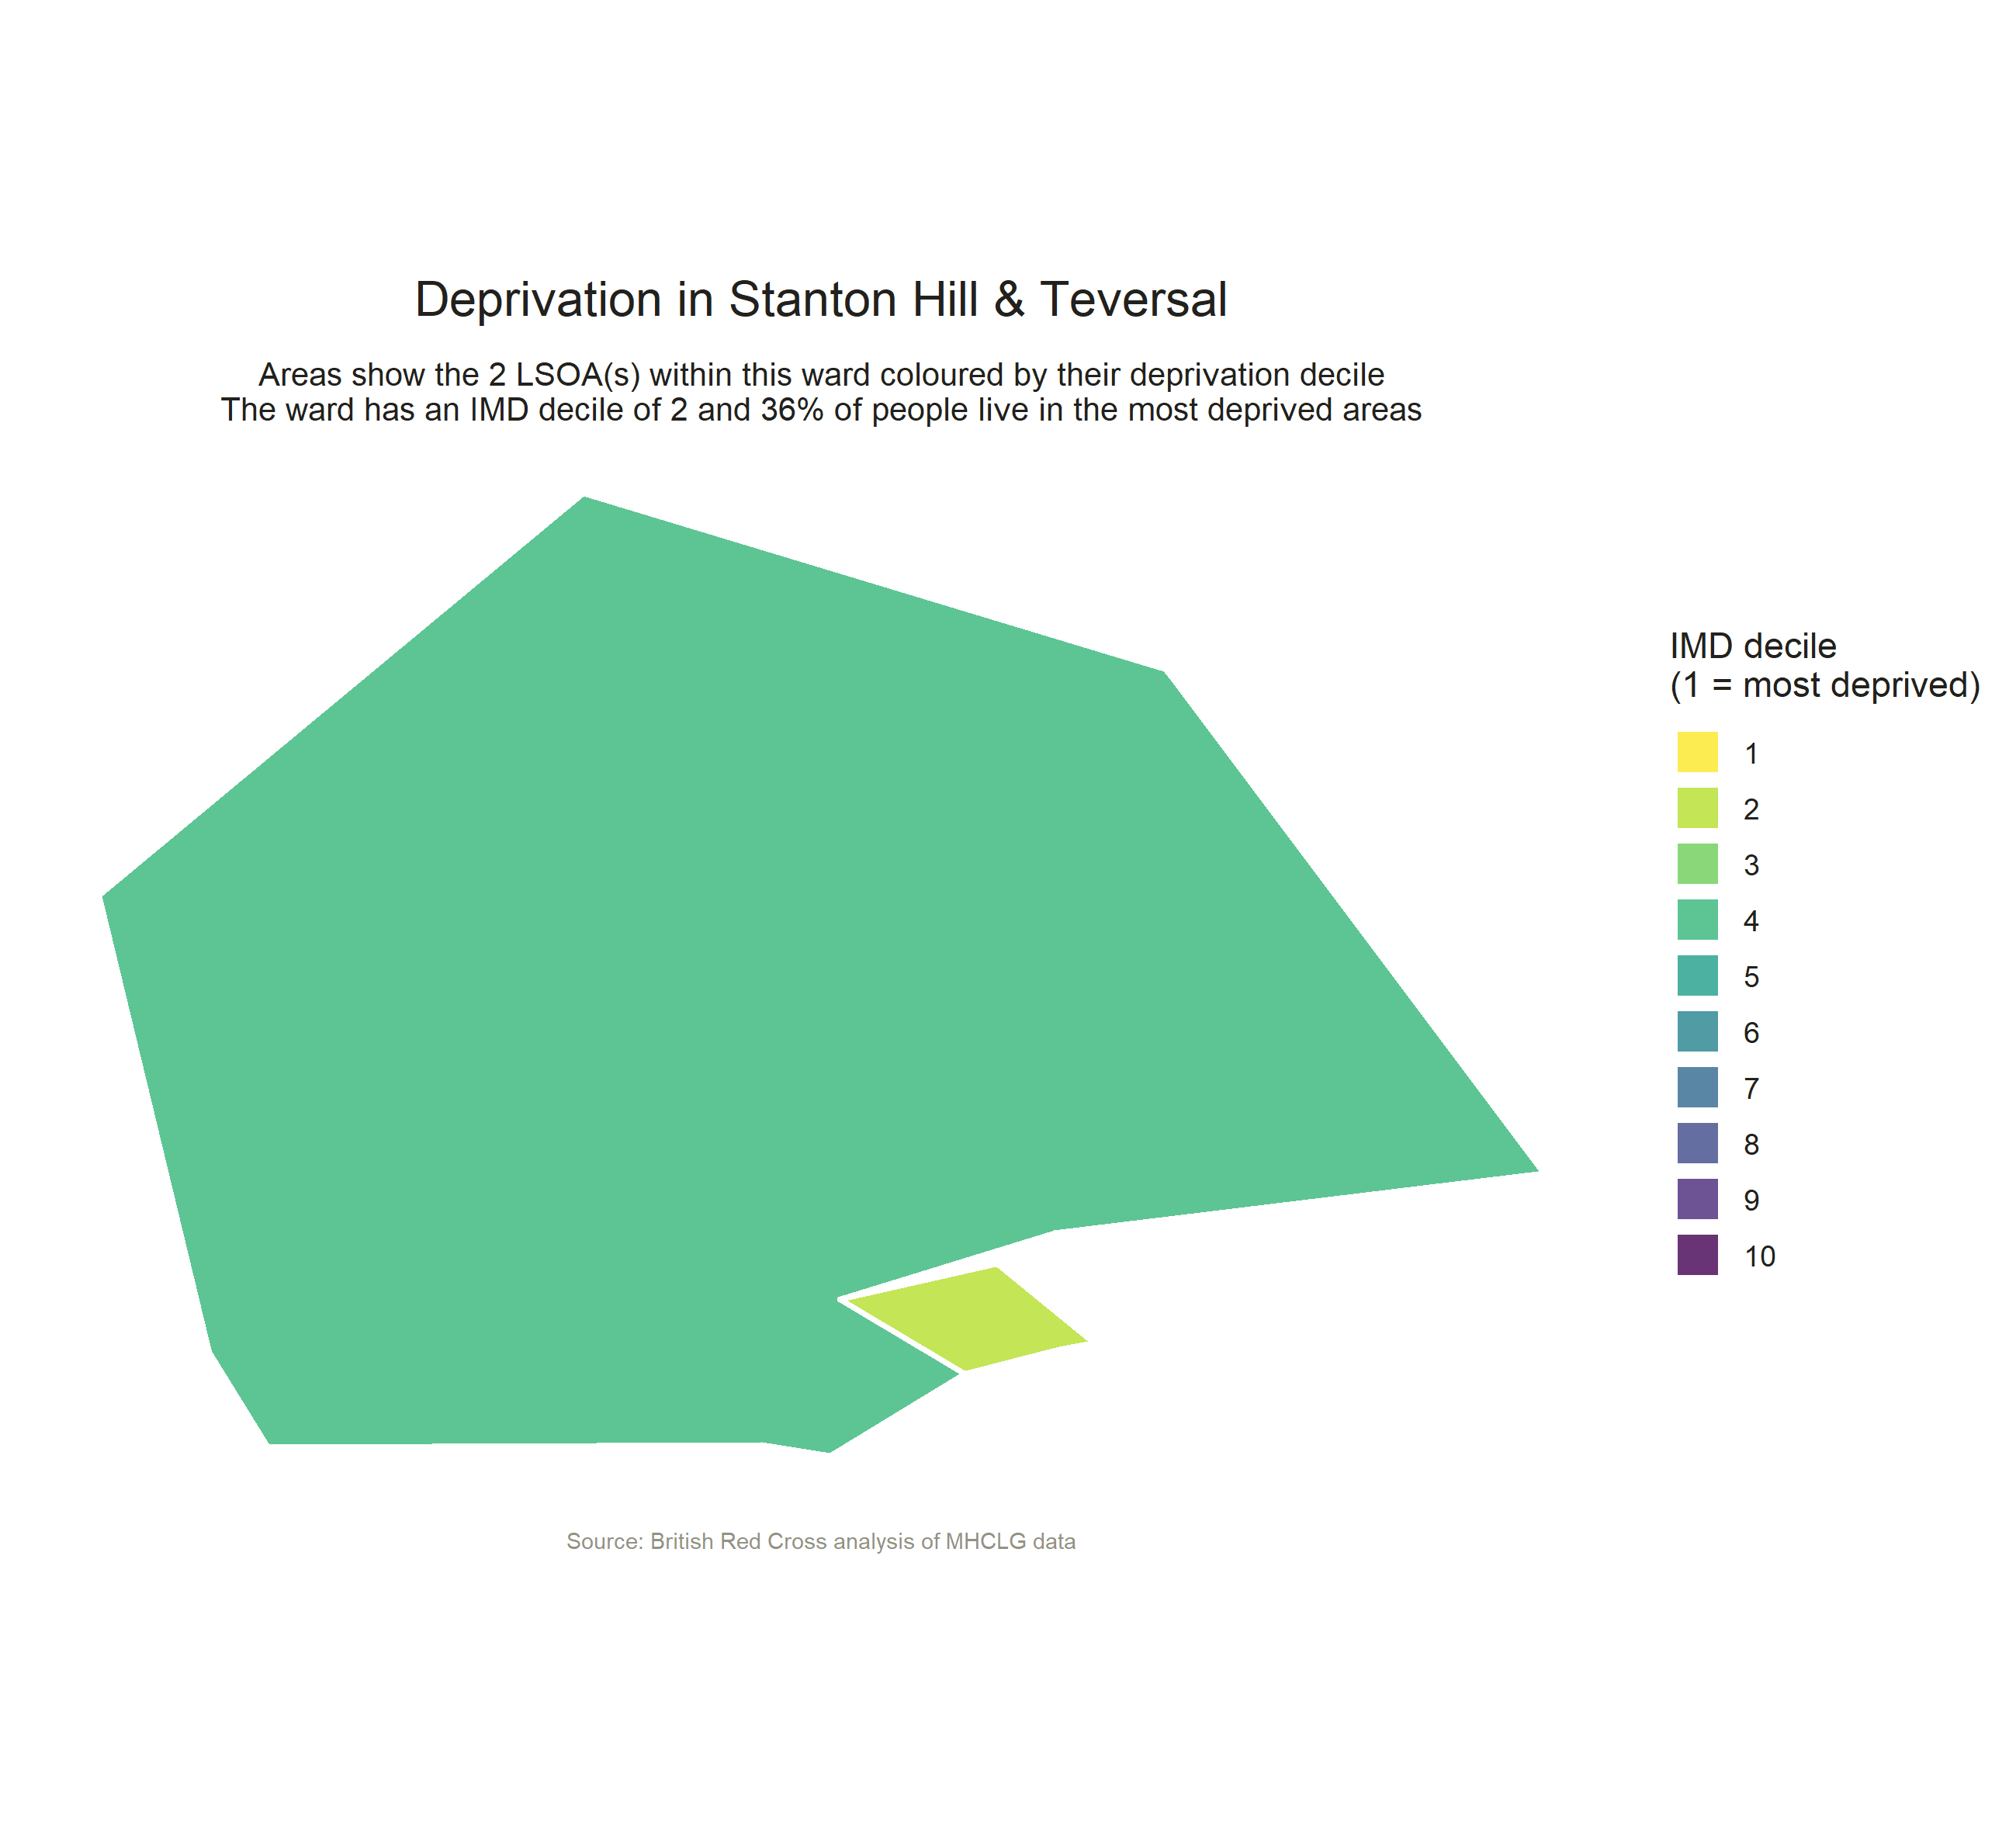 Deprivation in Stanton Hill & Teversal
Areas show the 2 LSOA(s) within this ward coloured by their deprivation decile
The ward has an IMD decile of 2 and 36% of people live in the most deprived areas
IMD decile
(1 = most deprived)
1
2
3
4
5
6
7
8
9
10
Source: British Red Cross analysis of MHCLG data